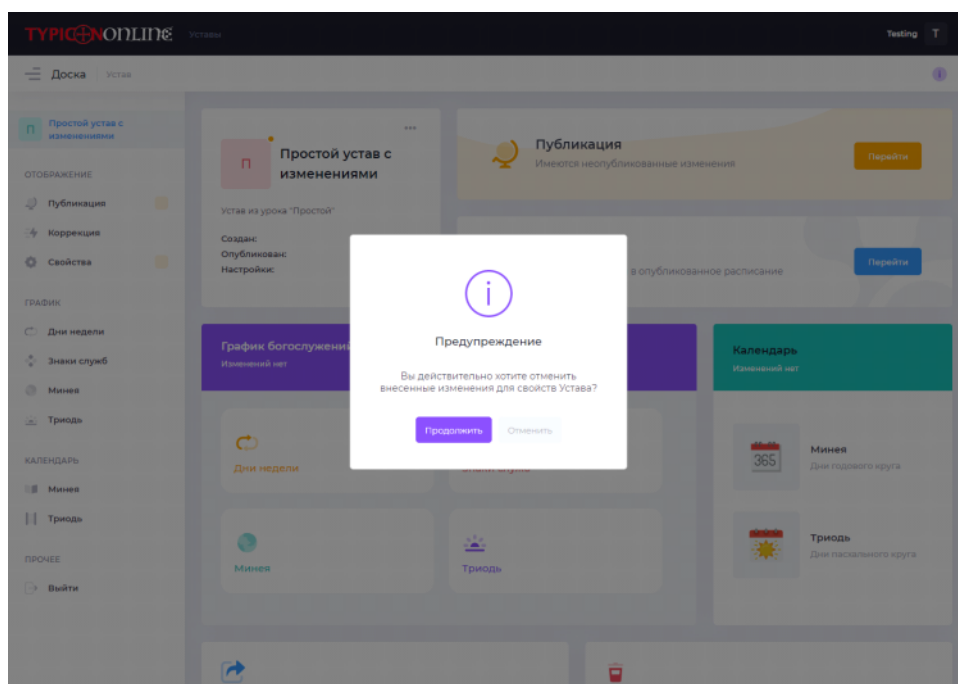 TYPICONONLINE Уставы
Testing T
Доска Устав
i
П Простой устав с
изменениями
ОТОБРАЖЕНИЕ
Публикация
Коррекция
Свойства
ГРАФИК
Дни недели
Знаки служб
Минея
Триодь
КАЛЕНДАРЬ
Минея
Триодь
ПРОЧЕЕ
Выйти
П
Простой устав с
изменениями
Устав из урока "Простой"
Создан:
Опубликован:
Настройки:
Публикация
Имеются неопубликованные изменения
Перейти
в опубликованное расписание
Перейти
i
Предупреждение
Вы действительно хотите отменить
внесенные изменения для свойств Устава?
Продолжить Отменить
График богослужений
Изменений нет
Дни недели
Знаки служб
Минея
Триодь
Календарь
Изменений нет
365
Минея
Дни годового круга
Триодь
Дни пасхального круга